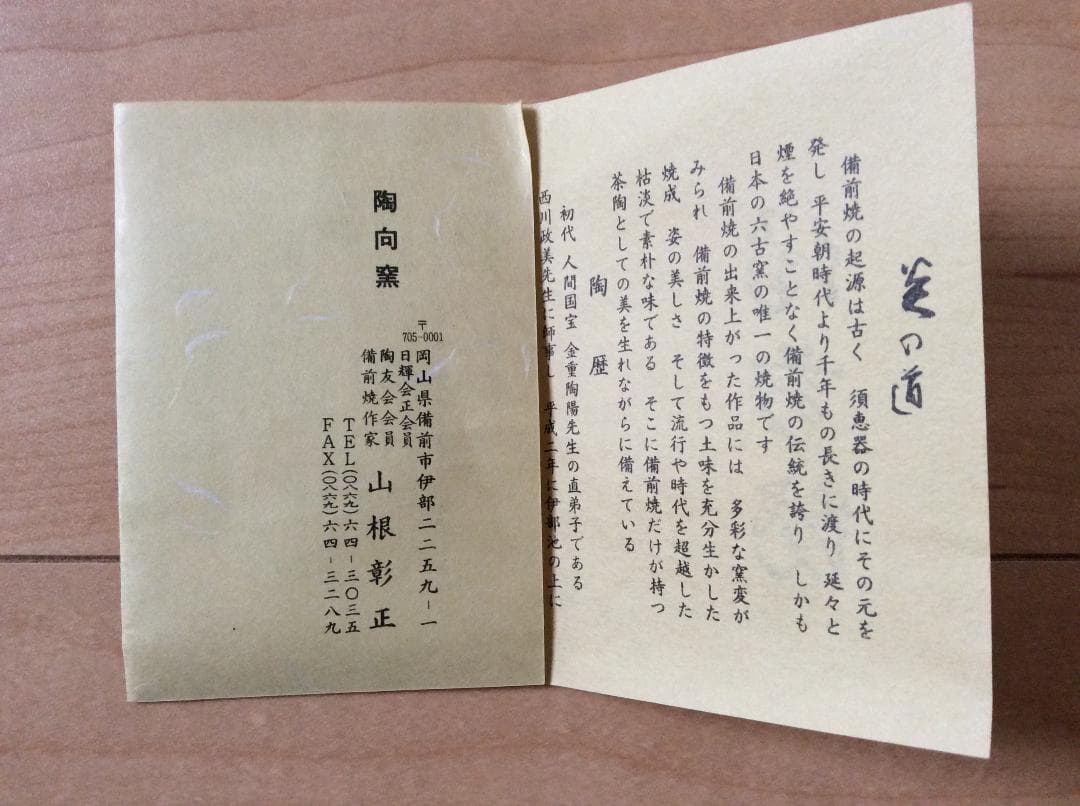 の道
備前焼の起源は古く 須恵器の時代にその元を
発し 平安朝時代より千年もの長きに渡り 延々と
煙を絶やすことなく備前焼の伝統を誇り しかも
日本の六古窯の唯一の焼物です
備前焼の出来上がった作品には 多彩な窯変が
みられ 備前焼の特徴をもつ土味を充分生かした
焼成 姿の美しさ そして流行や時代を超越した
枯淡で素朴な味である そこに備前焼だけが持つ
茶陶としての美を生れながらに備えている
陶歴
初代 人間国宝 金重陶陽先生の直弟子である
西川政美先生に師事し 平成二年に伊部池の上に
〒705-0001
岡山県備前市伊部二二五九-一
日輝会正会員
陶友会会員
備前焼作家 山根彰正
陶向窯
TEL(〇八六九)六四-三〇三五
FAX(〇八六九)六四-三二八九